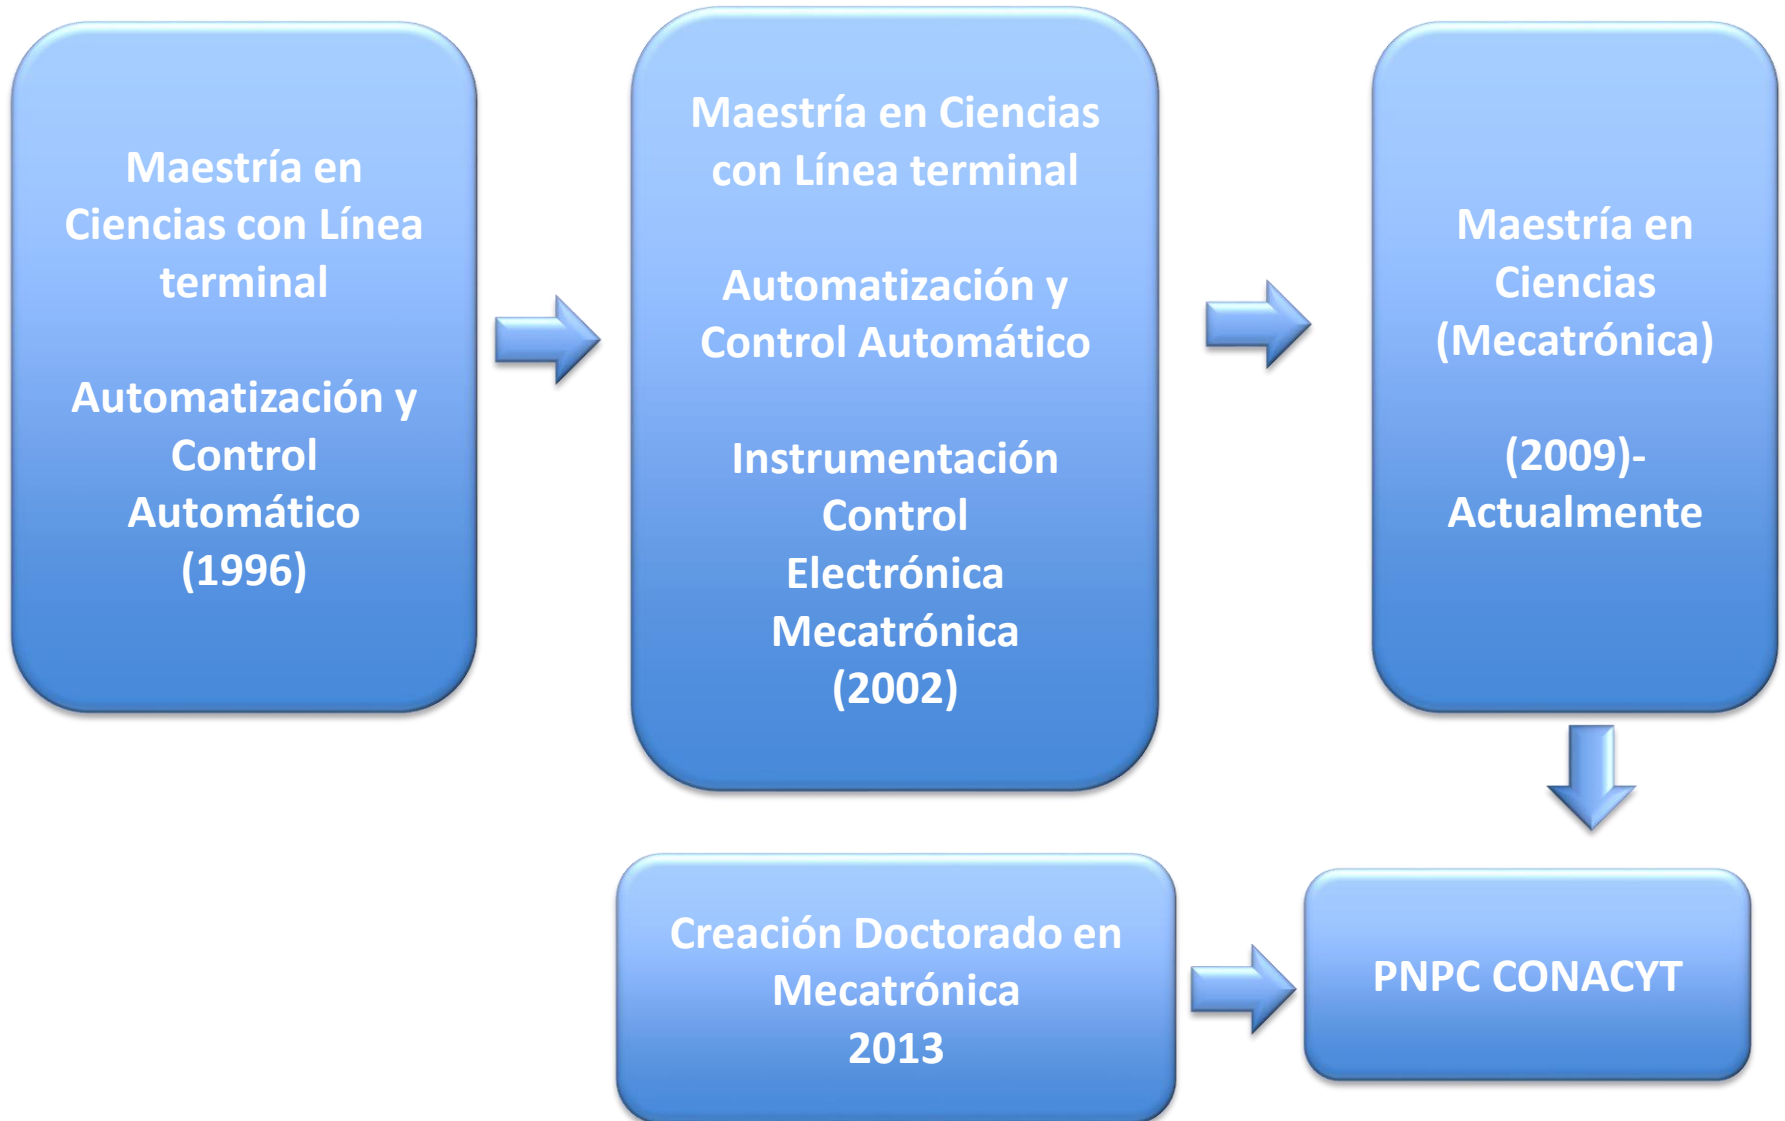 Maestría en
Ciencias con Línea
terminal
Automatización y
Control
Automático
(1996)
Maestría en Ciencias
con Línea terminal
Automatización y
Control Automático
Instrumentación
Control
Electrónica
Mecatrónica
(2002)
Maestría en
Ciencias
(Mecatrónica)
(2009)-
Actualmente
Creación Doctorado en
Mecatrónica
2013
PNPC CONACYT